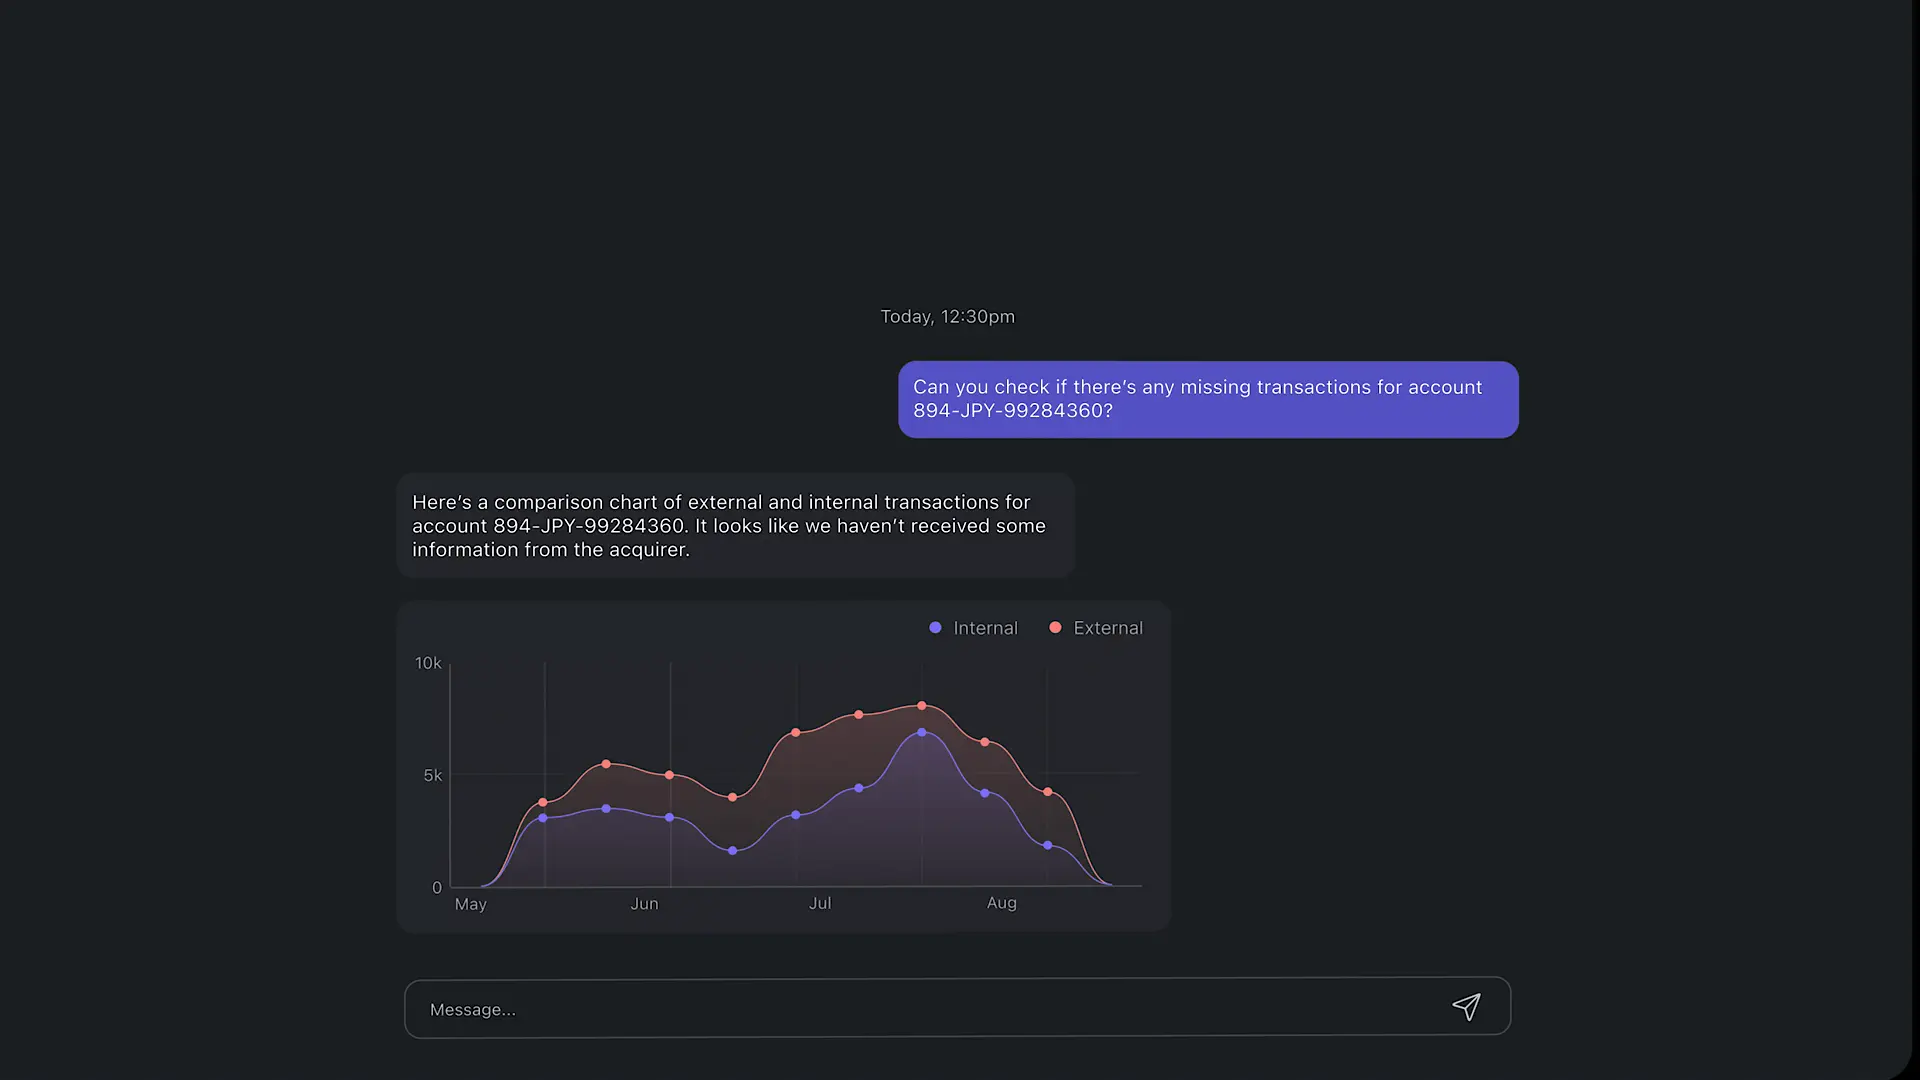 Today, 12:30pm
Can you check if there’s any missing transactions for account
894-JPY-99284360?
Here’s a comparison chart of external and internal transactions for
account 894-JPY-99284360. It looks like we haven’t received some
information from the acquirer.
Internal
External
10k
5k
0
May
Jun
Jul
Aug
Message...